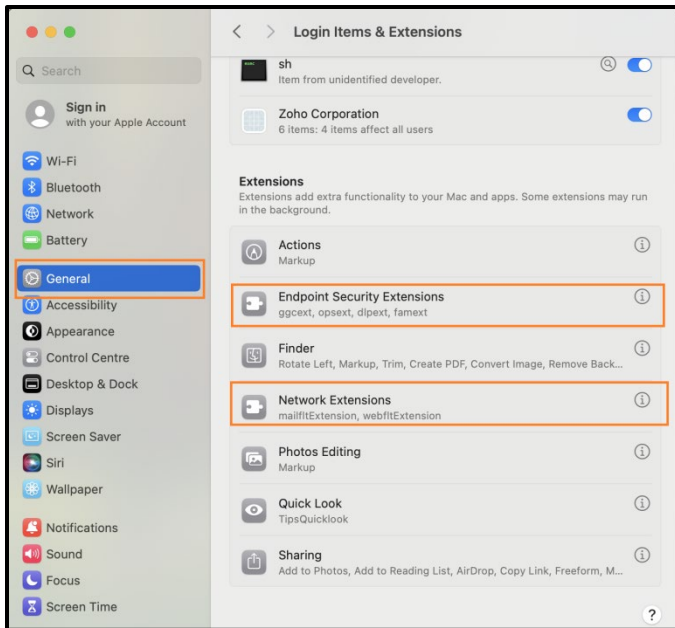 Login Items & Extensions
Search
Sign in
with your Apple Account
Wi-Fi
Bluetooth
Network
Battery
General
Accessibility
Appearance
Control Centre
Desktop & Dock
Displays
Screen Saver
Siri
Wallpaper
Notifications
Sound
Focus
Screen Time
sh
Item from unidentified developer.
Zoho Corporation
6 items: 4 items affect all users
Extensions
Extensions add extra functionality to your Mac and apps. Some extensions may run
in the background.
Actions
Markup
Endpoint Security Extensions
ggcext, opsext, dlpext, famext
Finder
Rotate Left, Markup, Trim, Create PDF, Convert Image, Remove Back...
Network Extensions
mailfltExtension, webfltExtension
Photos Editing
Markup
Quick Look
TipsQuicklook
Sharing
Add to Photos, Add to Reading List, AirDrop, Copy Link, Freeform, M...
?